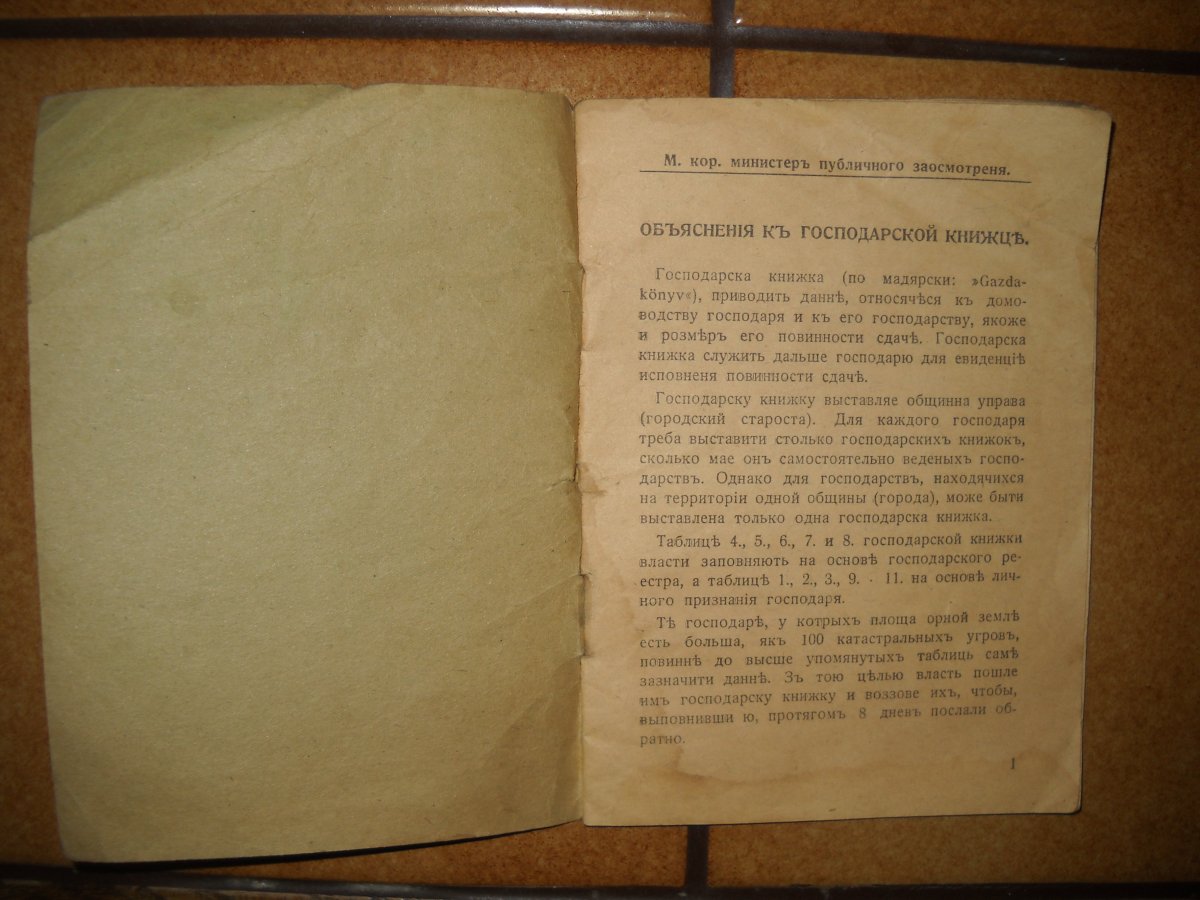 М. кор. министеръ публичного заосмотреня.
ОБЪЯСНЕНІЯ КЪ ГОСПОДАРСКОЙ КНИЖЦѢ.
Господарска книжка (по мадярски: »Gazda-
könyv«), приводить даннѣ, относячѣся къ домо-
водству господаря и къ его господарству, якоже
и розмѣръ его повинности сдачѣ. Господарска
книжка служить дальше господарю для евиденціѣ
исповненя повинности сдачѣ.
Господарску книжку выставляе общинна управа
(городский староста). Для каждого господаря
треба выставити столько господарскихъ книжокъ,
сколько мае онъ самостоятельно веденыхъ госпо-
дарствъ. Однако для господарствъ, находячихся
на территоріи одной общины (города), може быти
выставлена только одна господарска книжка.
Таблицѣ 4., 5., 6., 7. и 8. господарской книжки
власти заповняють на основѣ господарского ре-
естра, а таблицѣ 1., 2., 3., 9. - 11. на основѣ лич-
ного признанія господаря.
Тѣ господарѣ, у котрыхъ площа орной землѣ
есть больша, якъ 100 катастральныхъ угровъ,
повиннѣ до высше упомянутыхъ таблиць самѣ
зазначити даннѣ. Зъ тою цѣлью власть пошле
имъ господарску книжку и воззове ихъ, чтобы,
выповнивши ю, протягомъ 8 дневъ послали об-
ратно.
1